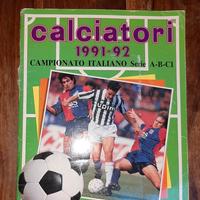 calciatori
1991-92
CAMPIONATO ITALIANO Serie A-B-C1